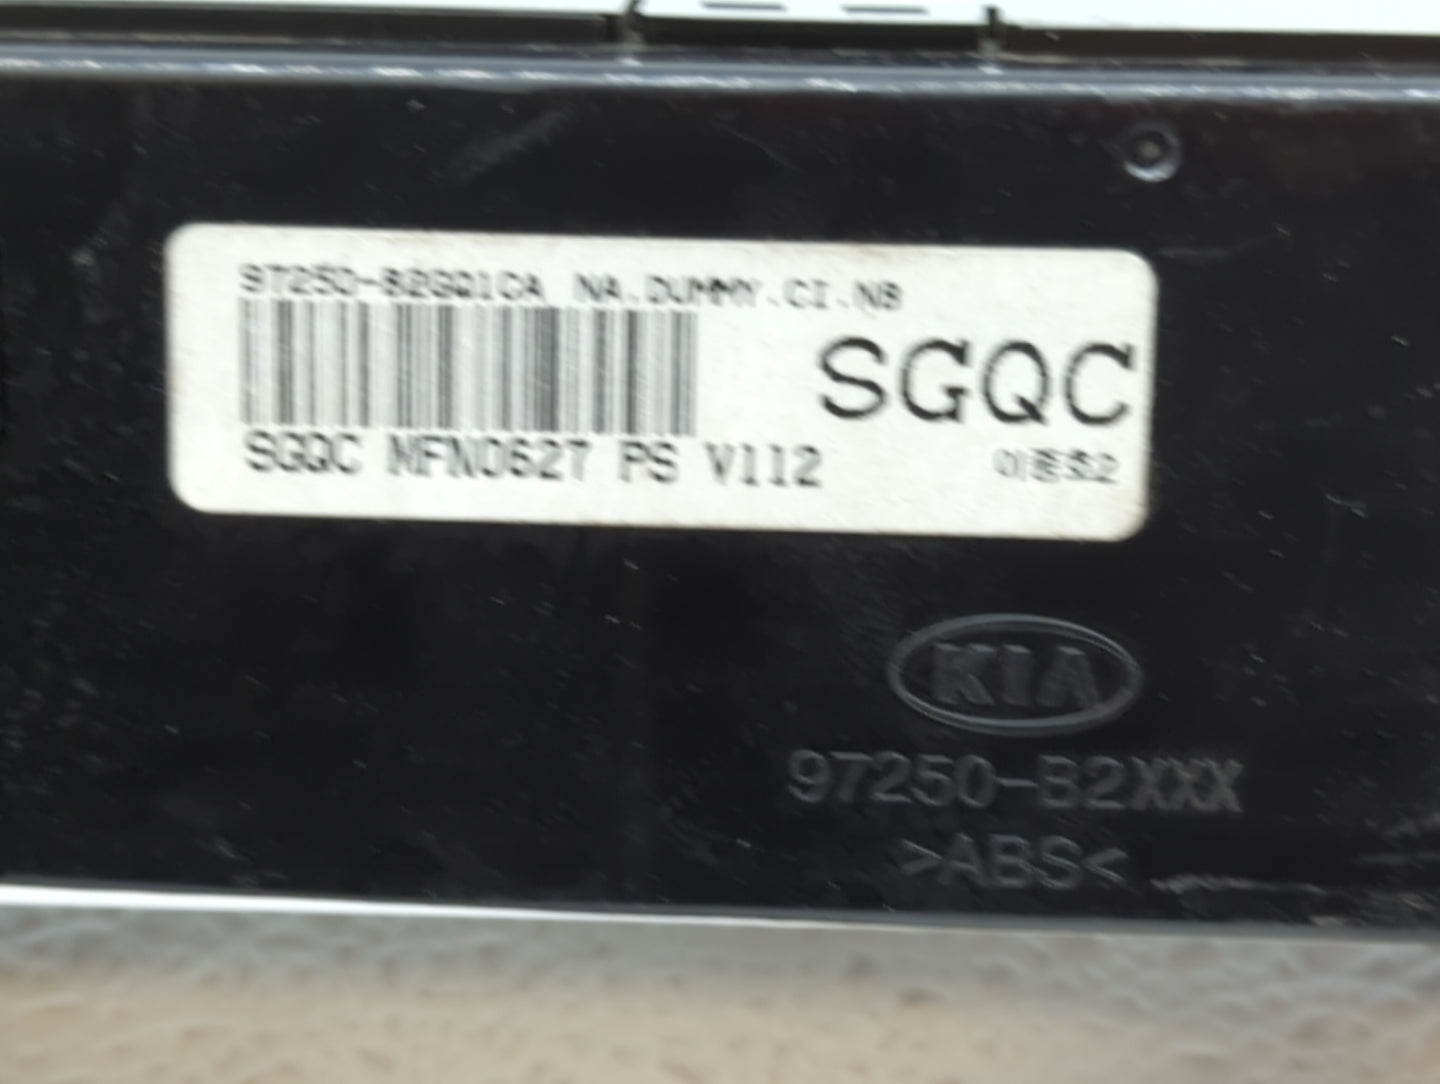 97250-B2GQ1CA NA.DUMMY.CI.NB
SGQC
SGQC MFN0627 PS V112
KIA
97250-B2XXX
>ABS<